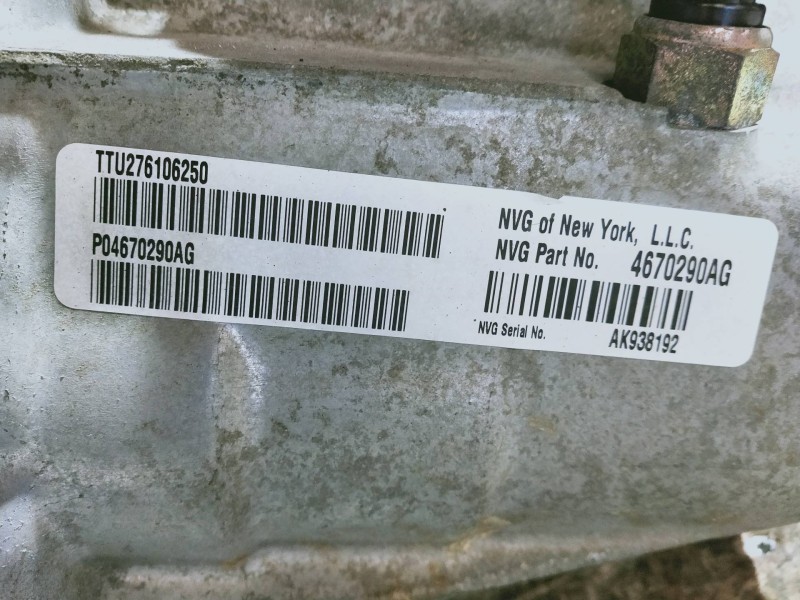 TTU276106250
P04670290AG
NVG of New York, L.L.C.
NVG Part No. 4670290AG
NVG Serial No. AK938192